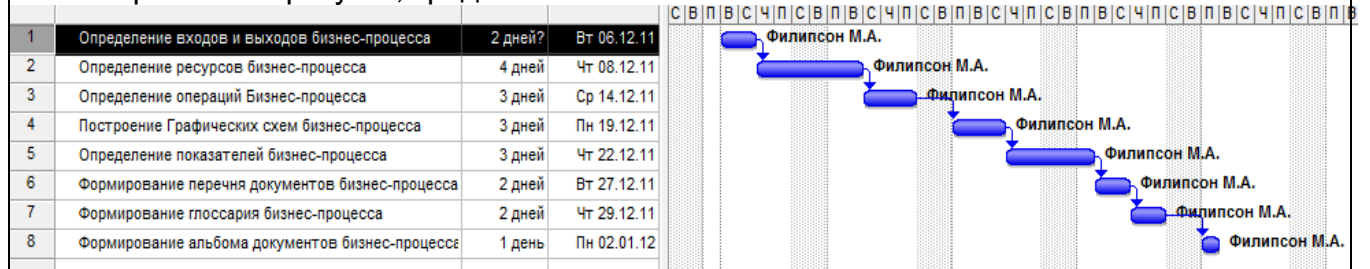 С В П В С Ч П С В П В С Ч П С В П В С Ч П С В П В С Ч П С В П В
1 Определение входов и выходов бизнес-процесса 2 дней? Вт 06.12.11 Филипсон М.А.
2 Определение ресурсов бизнес-процесса 4 дней Чт 08.12.11 Филипсон М.А.
3 Определение операций Бизнес-процесса 3 дней Ср 14.12.11 Филипсон М.А.
4 Построение Графических схем бизнес-процесса 3 дней Пн 19.12.11 Филипсон М.А.
5 Определение показателей бизнес-процесса 3 дней Чт 22.12.11 Филипсон М.А.
6 Формирование перечня документов бизнес-процесса 2 дней Вт 27.12.11 Филипсон М.А.
7 Формирование глоссария бизнес-процесса 2 дней Чт 29.12.11 Филипсон М.А.
8 Формирование альбома документов бизнес-процесса 1 день Пн 02.01.12 Филипсон М.А.